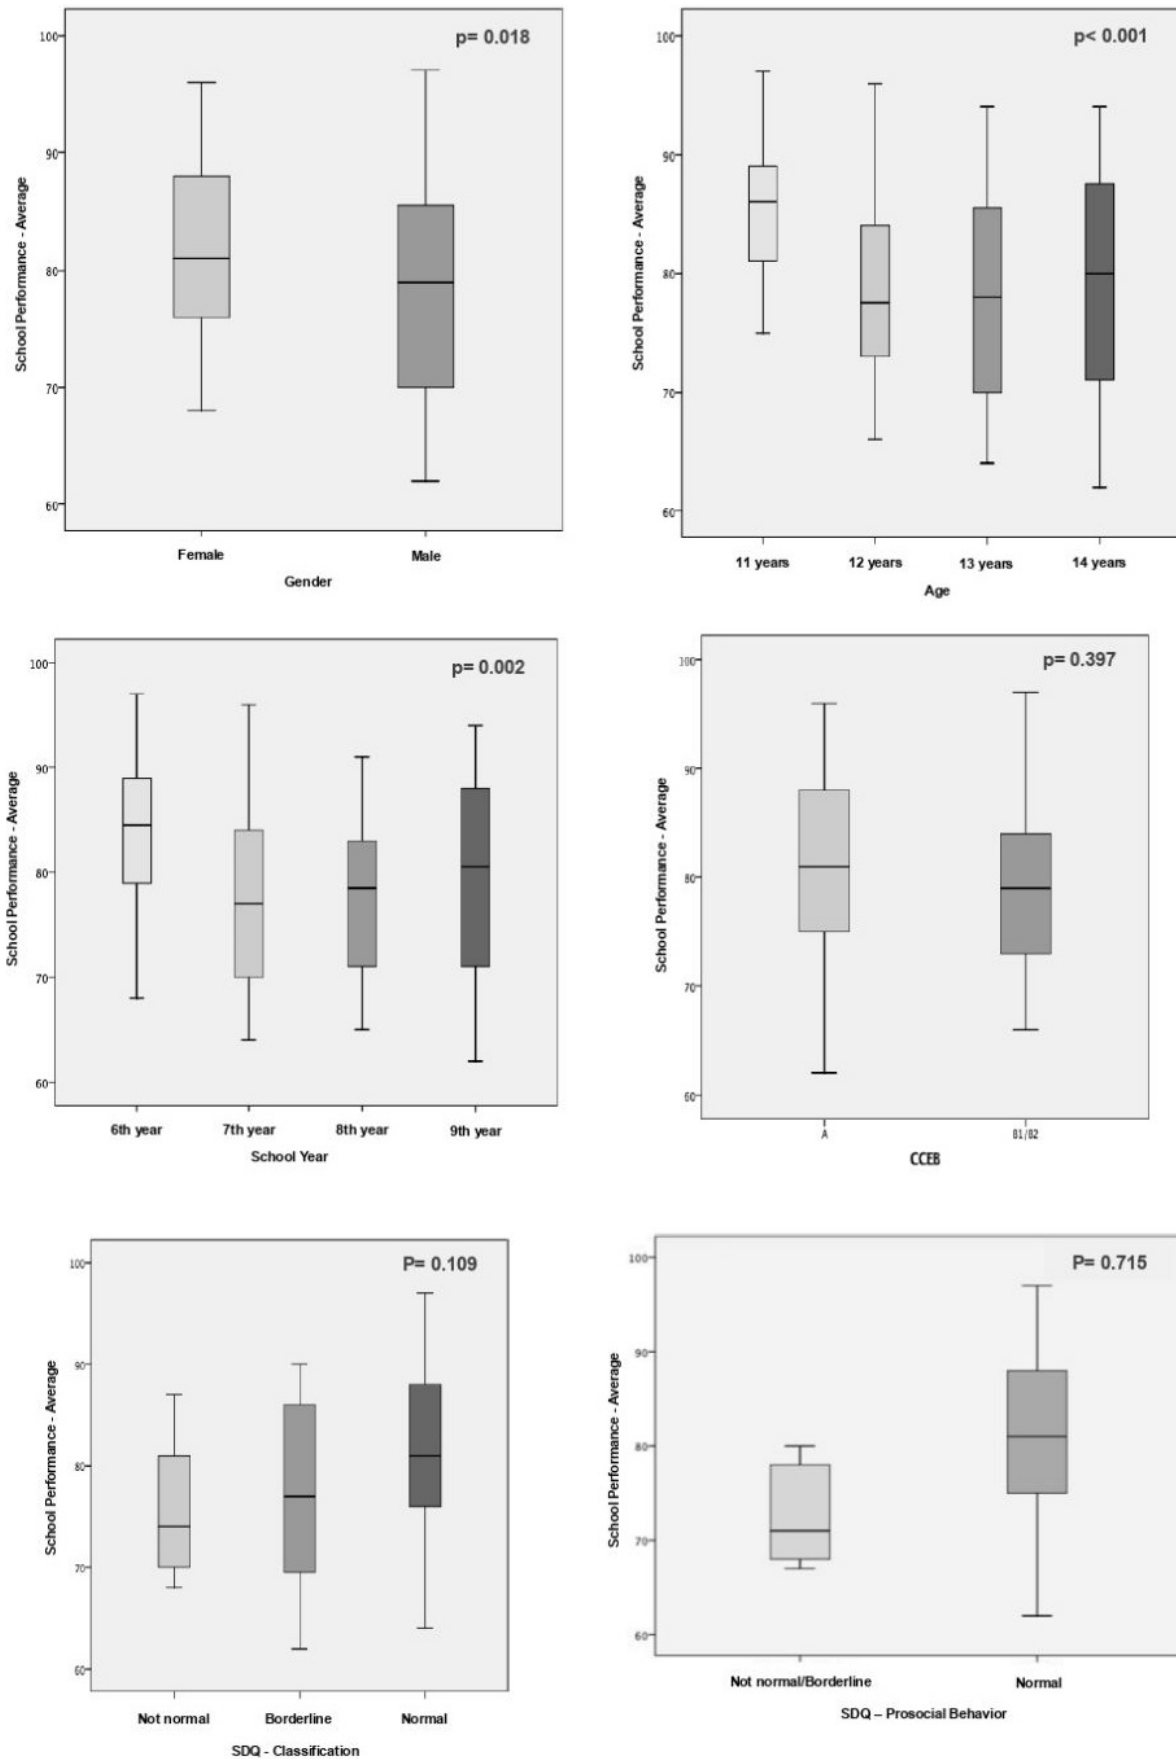 p= 0.018
100
90
80
70
60
School Performance - Average
Female Male
Gender
p< 0.001
100
90
80
70
60
School Performance - Average
11 years 12 years 13 years 14 years
Age
p= 0.002
100
90
80
70
60
School Performance - Average
6th year 7th year 8th year 9th year
School Year
p= 0.397
100
90
80
70
60
School Performance - Average
A B1/B2
CCEB
P= 0.109
100
90
80
70
60
School Performance - Average
Not normal Borderline Normal
SDQ - Classification
P= 0.715
100
90
80
70
60
School Performance - Average
Not normal/Borderline Normal
SDQ – Prosocial Behavior